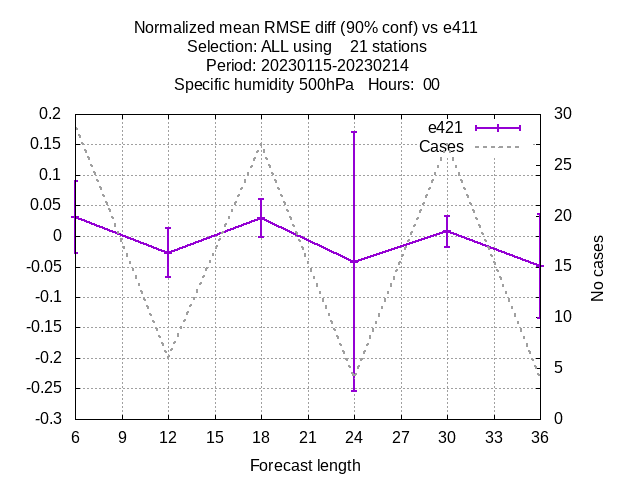 Normalized mean RMSE diff (90% conf) vs e411
Selection: ALL using    21 stations
Period: 20230115-20230214
Specific humidity 500hPa   Hours:  00
0.2
0.15
0.1
0.05
0
-0.05
-0.1
-0.15
-0.2
-0.25
-0.3
e421
Cases
30
25
20
15
10
5
0
No cases
6 9 12 15 18 21 24 27 30 33 36
Forecast length